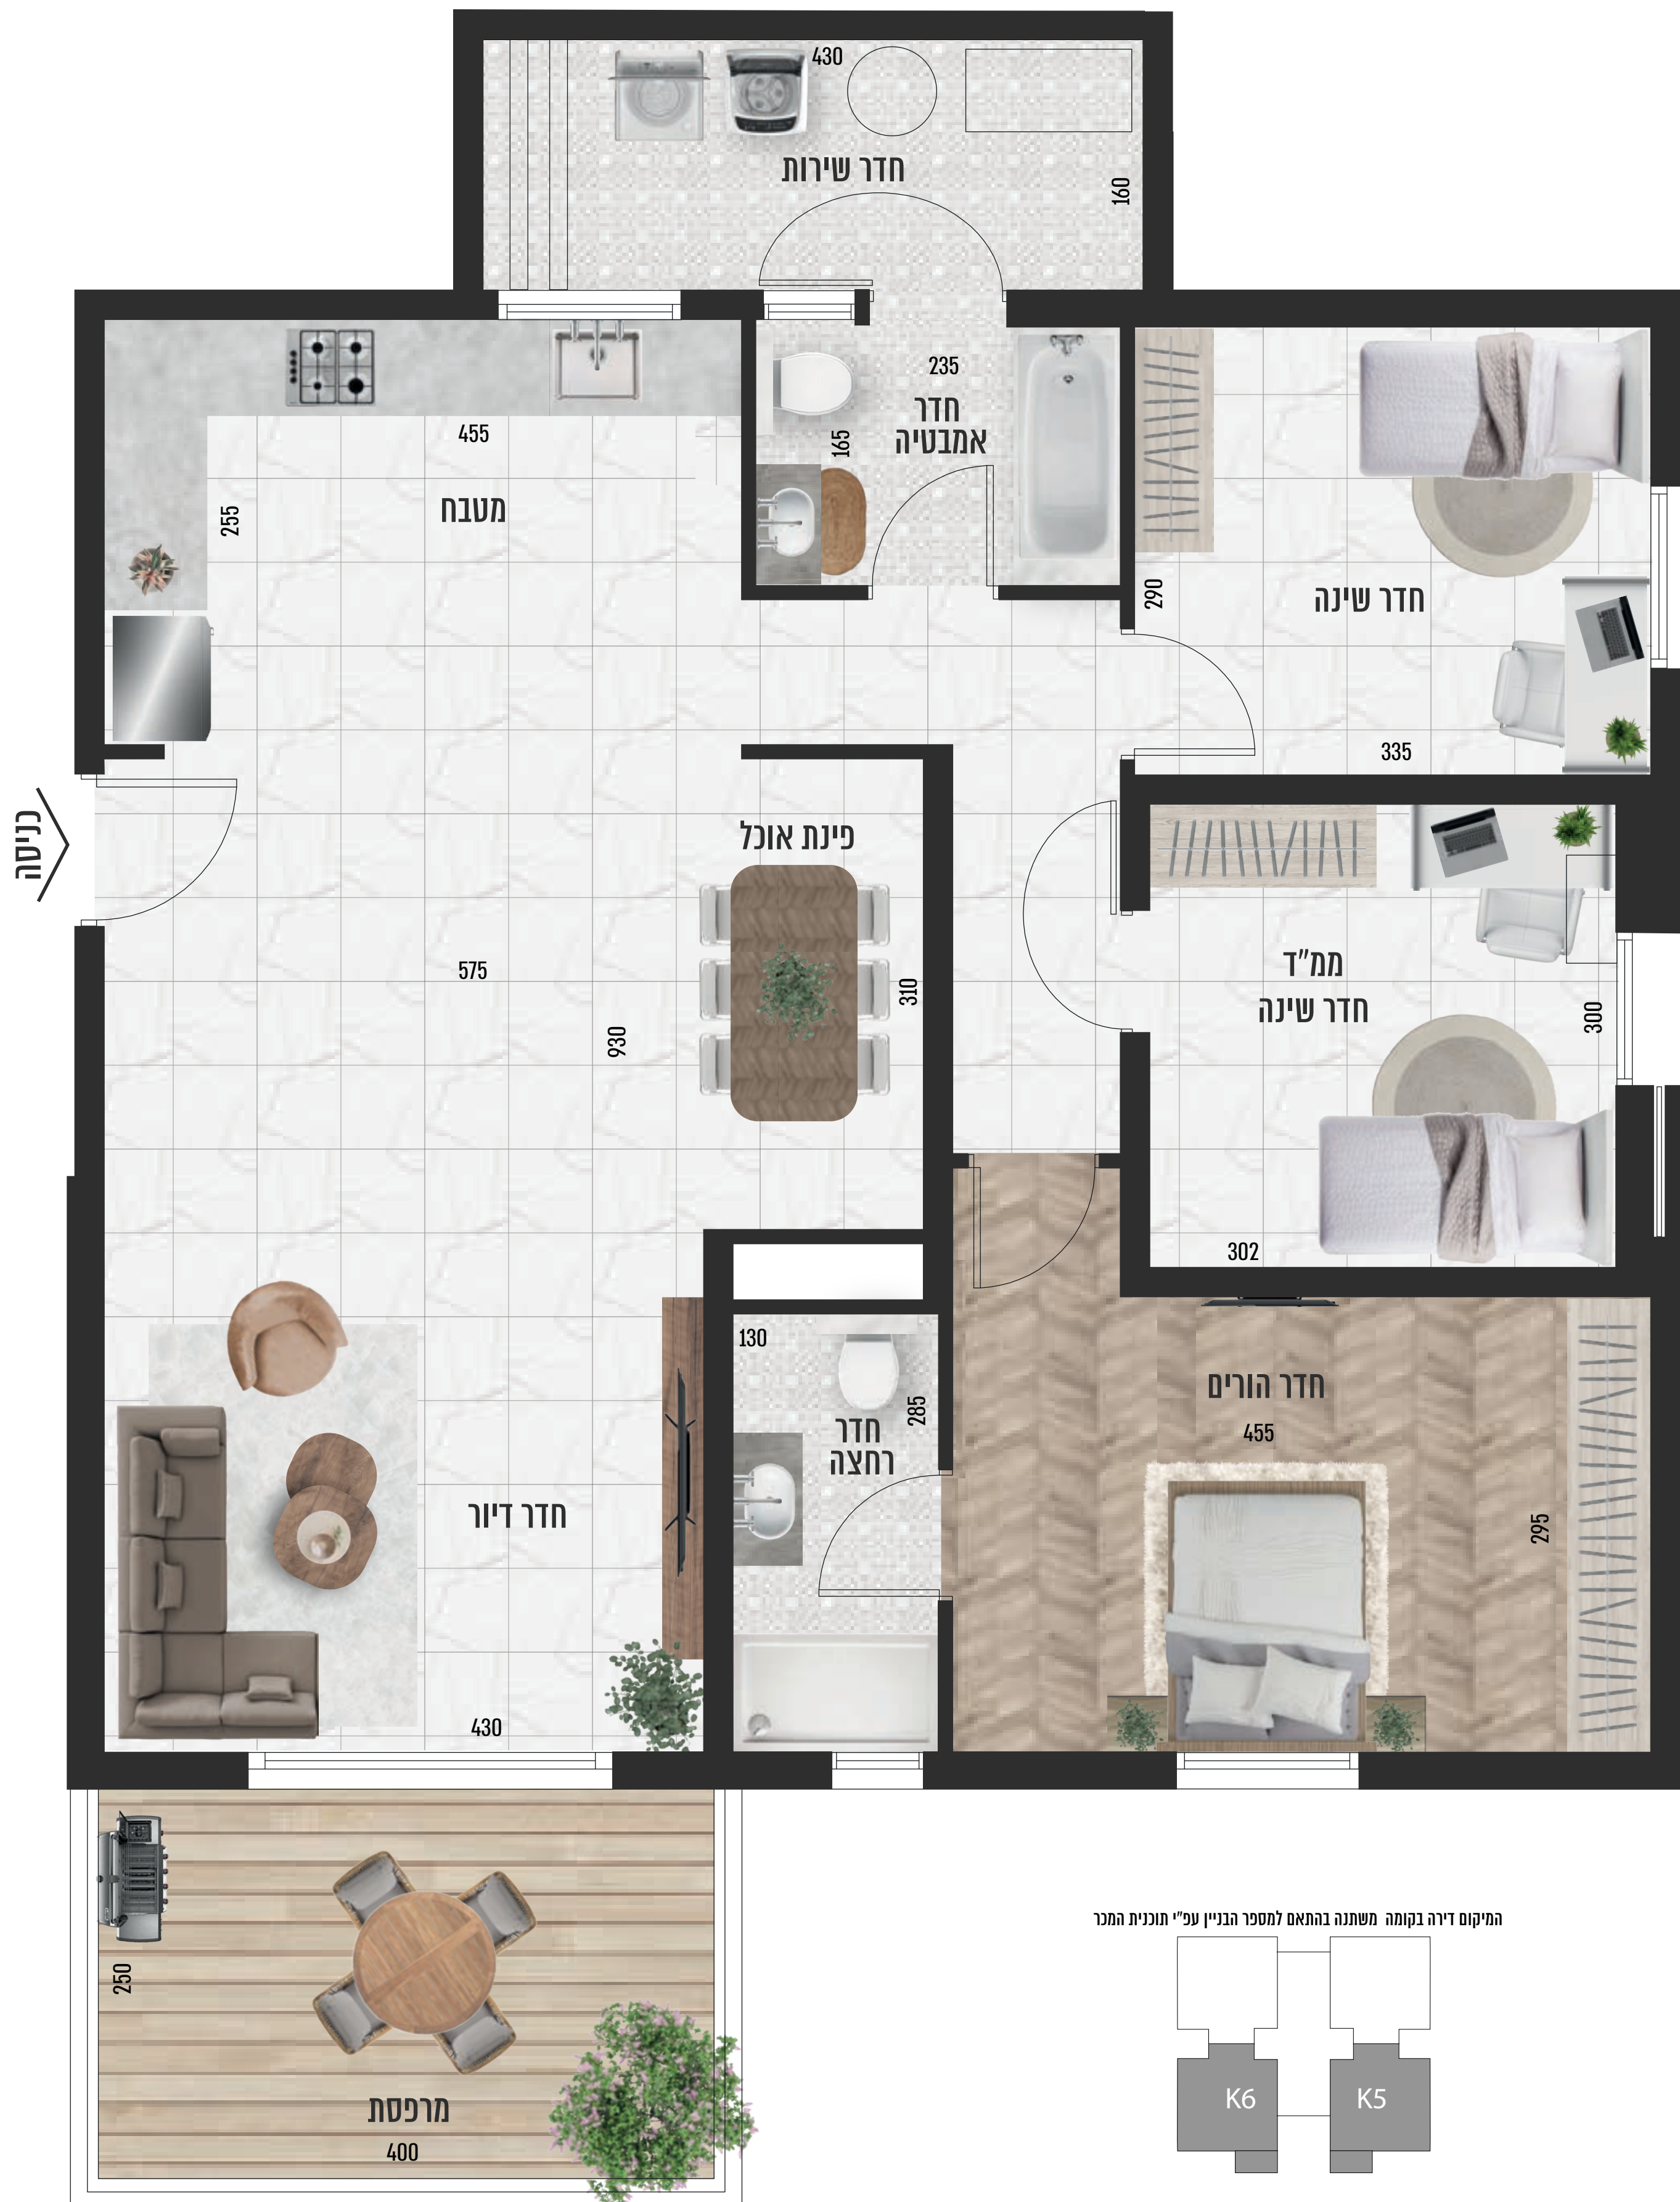 430
חדר שירות
160
235
חדר
אמבטיה
165
455
מטבח
255
290
חדר שינה
335
כניסה
פינת אוכל
575
310
930
ממ"ד
חדר שינה
300
302
130
285
חדר
רחצה
חדר הורים
455
295
חדר דיור
430
250
מרפסת
400
המיקום דירה בקומה משתנה בהתאם למספר הבניין עפ"י תוכנית המכר
K6
K5